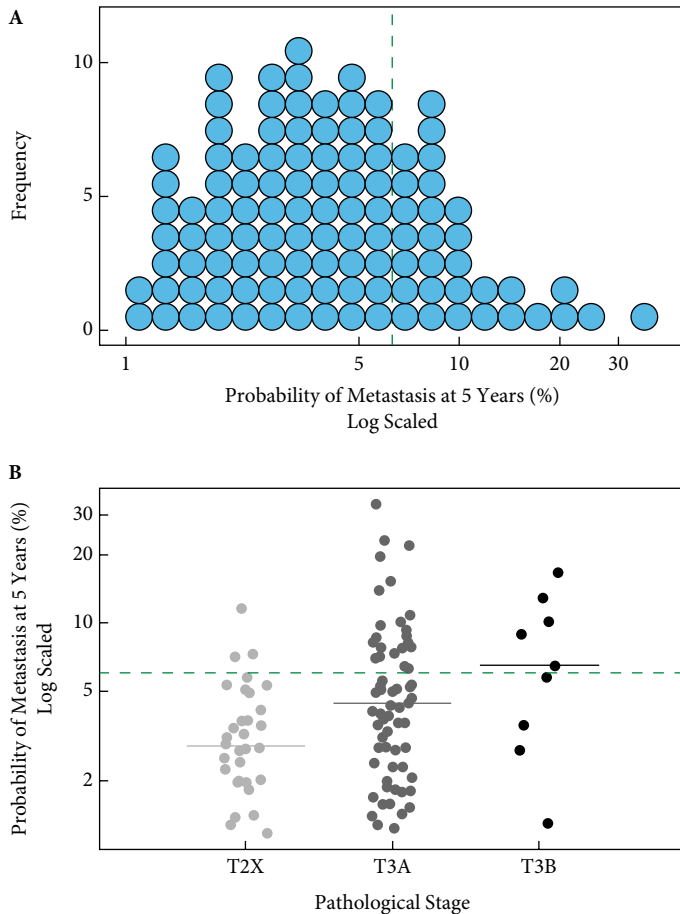 A
10
5
0
Frequency
1
5
10
20
30
Probability of Metastasis at 5 Years (%)
Log Scaled
B
30
20
10
5
2
Probability of Metastasis at 5 Years (%)
Log Scaled
T2X
T3A
T3B
Pathological Stage